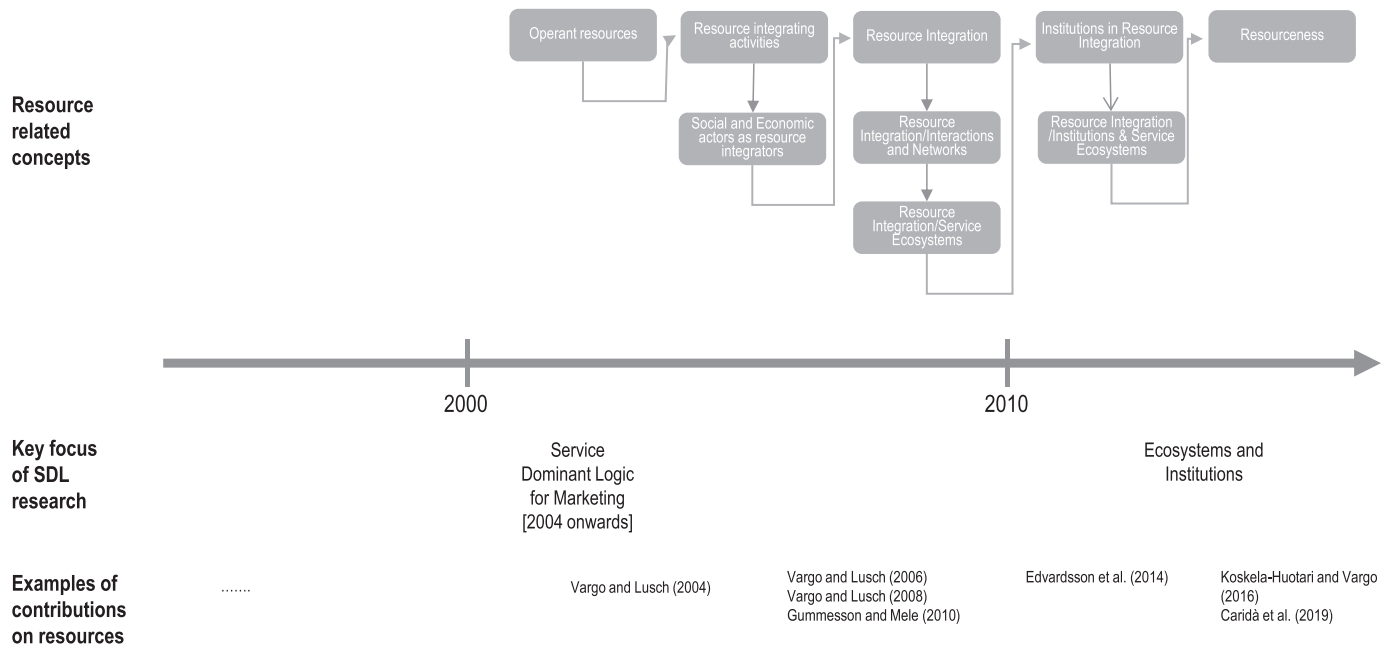 Operant resources
Resource integrating
activities
Resource Integration
Institutions in Resource
Integration
Resourceness
Resource
related
concepts
Social and Economic
actors as resource
integrators
Resource
Integration/Interactions
and Networks
Resource Integration
/Institutions & Service
Ecosystems
Resource
Integration/Service
Ecosystems
2000
2010
Key focus
of SDL
research
Service
Dominant Logic
for Marketing
[2004 onwards]
Ecosystems and
Institutions
Examples of
contributions
on resources
.......
Vargo and Lusch (2004)
Vargo and Lusch (2006)
Vargo and Lusch (2008)
Gummesson and Mele (2010)
Edvardsson et al. (2014)
Koskela-Huotari and Vargo
(2016)
Caridà et al. (2019)